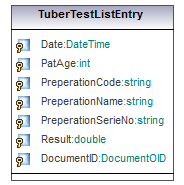 TuberTestListEntry
Date:DateTime
PatAge:int
PreperationCode:string
PreperationName:string
PreperationSerieNo:string
Result:double
DocumentID:DocumentOID